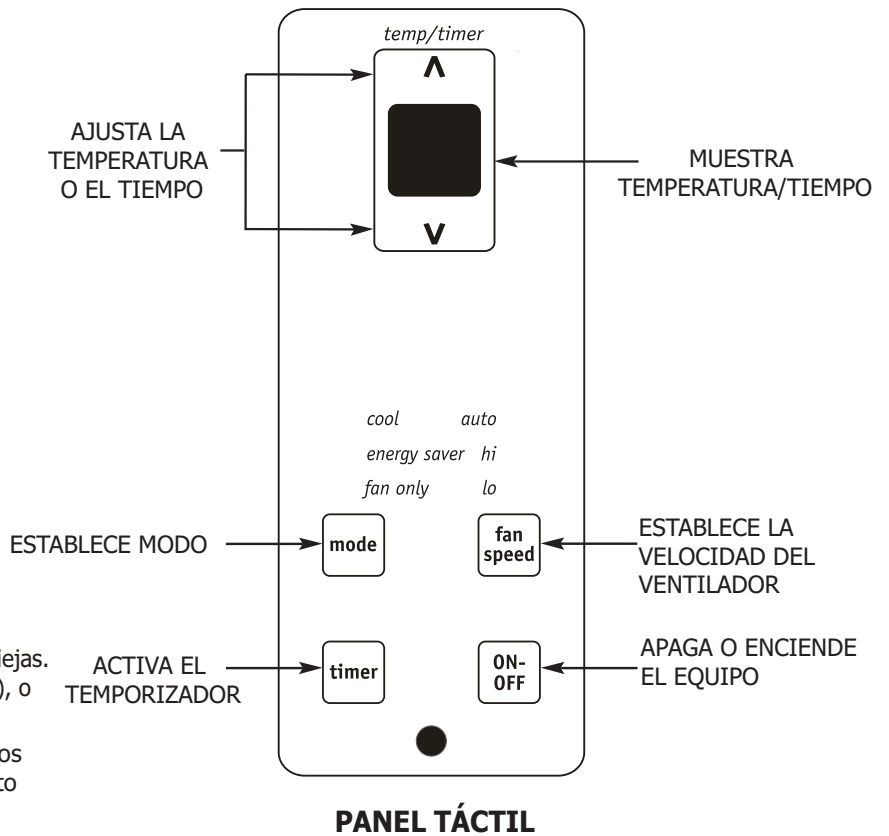 temp/timer
AJUSTA LA
TEMPERATURA
O EL TIEMPO
MUESTRA
TEMPERATURA/TIEMPO
cool auto
energy saver hi
fan only lo
ESTABLECE MODO
mode
fan
speed
ESTABLECE LA
VELOCIDAD DEL
VENTILADOR
ACTIVA EL
TEMPORIZADOR
timer
ON-
OFF
APAGA O ENCIENDE
EL EQUIPO
), o
PANEL TÁCTIL